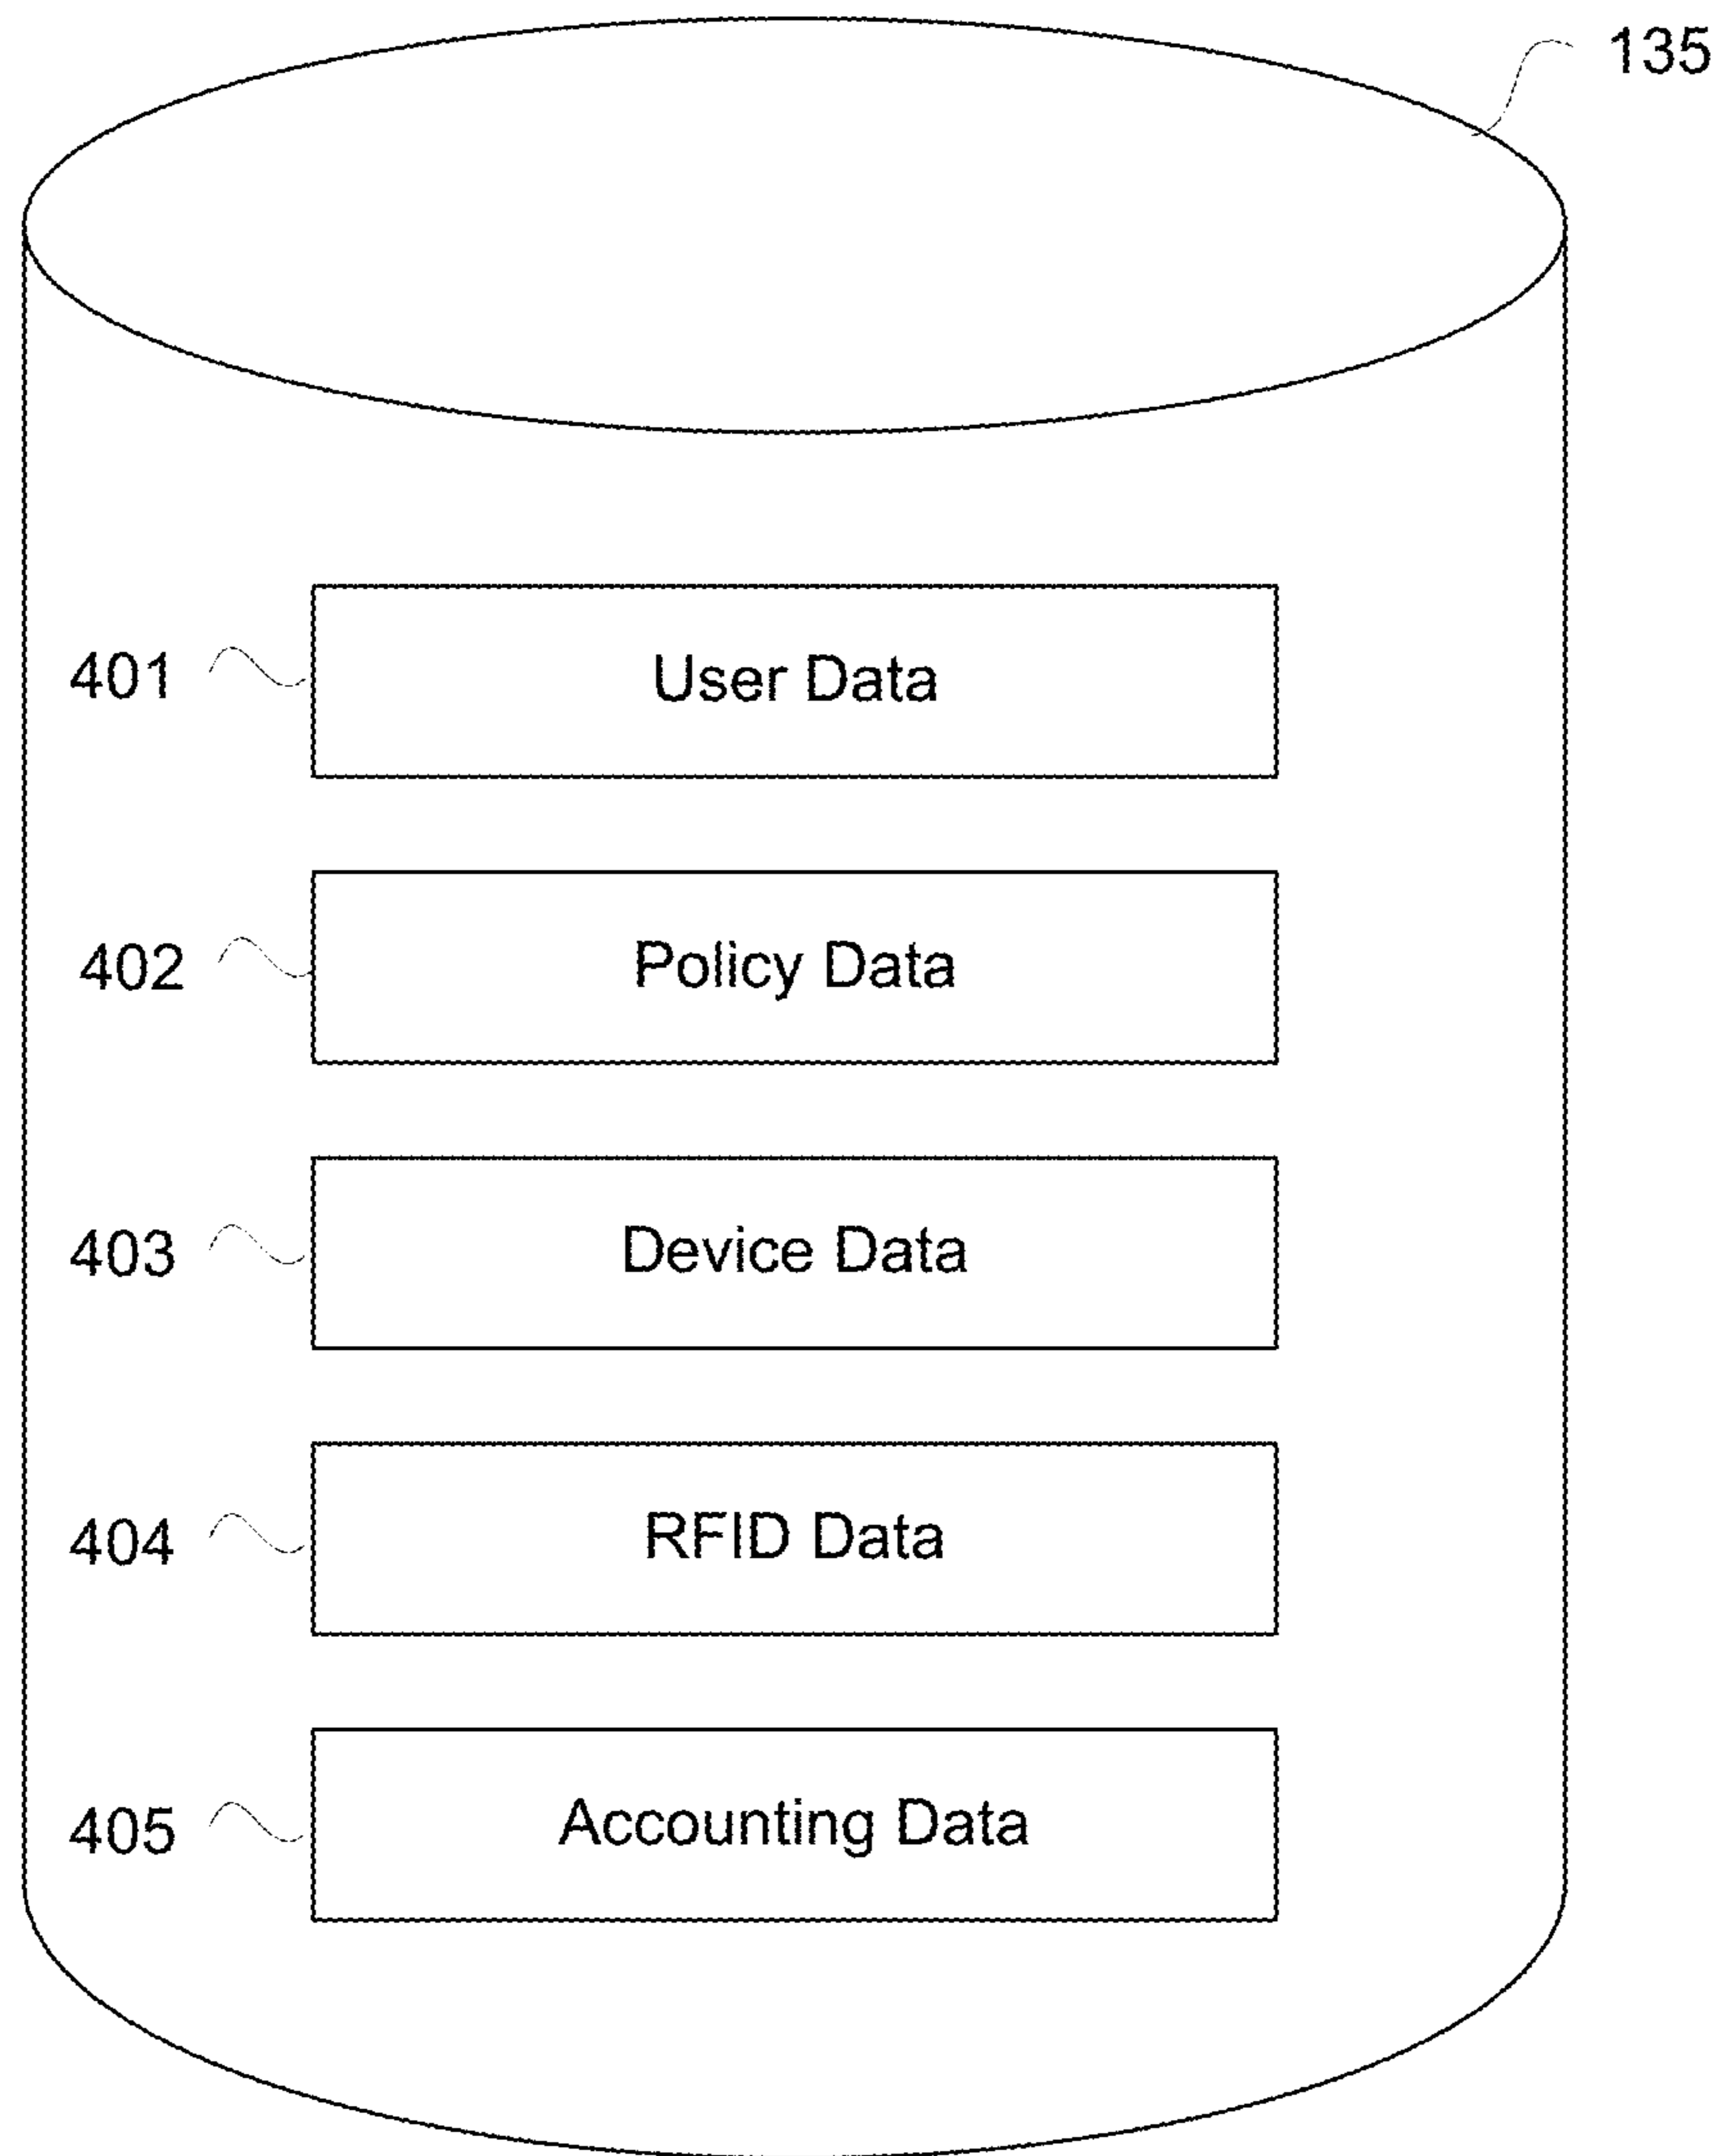 135
401 User Data
402 Policy Data
403 Device Data
404 RFID Data
405 Accounting Data